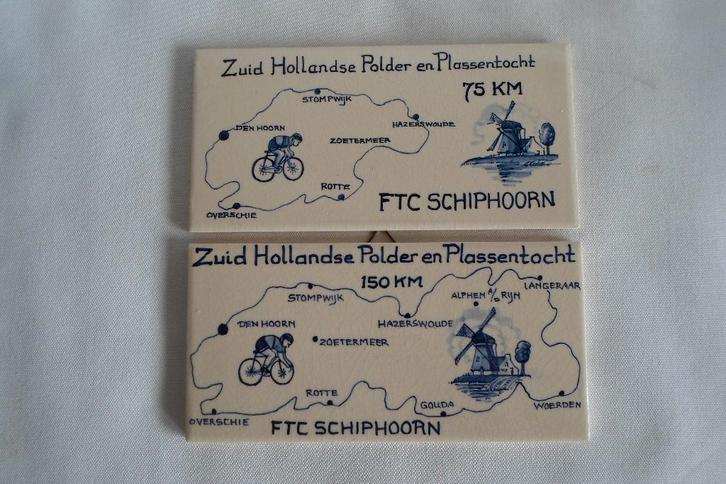 Zuid Hollandse Polder en Plassentocht
75 KM
STOMPWIJK
HAZERSWOUDE
DEN HOORN
ZOETERMEER
ROTTE
OVERSCHIE
FTC SCHIPHOORN
Zuid Hollandse Polder en Plassentocht
150 KM
LANGERAAR
STOMPWIJK
ALPHEN A/D RIJN
HAZERSWOUDE
DEN HOORN
ZOETERMEER
ROTTE
GOUDA
WOERDEN
OVERSCHIE
FTC SCHIPHOORN